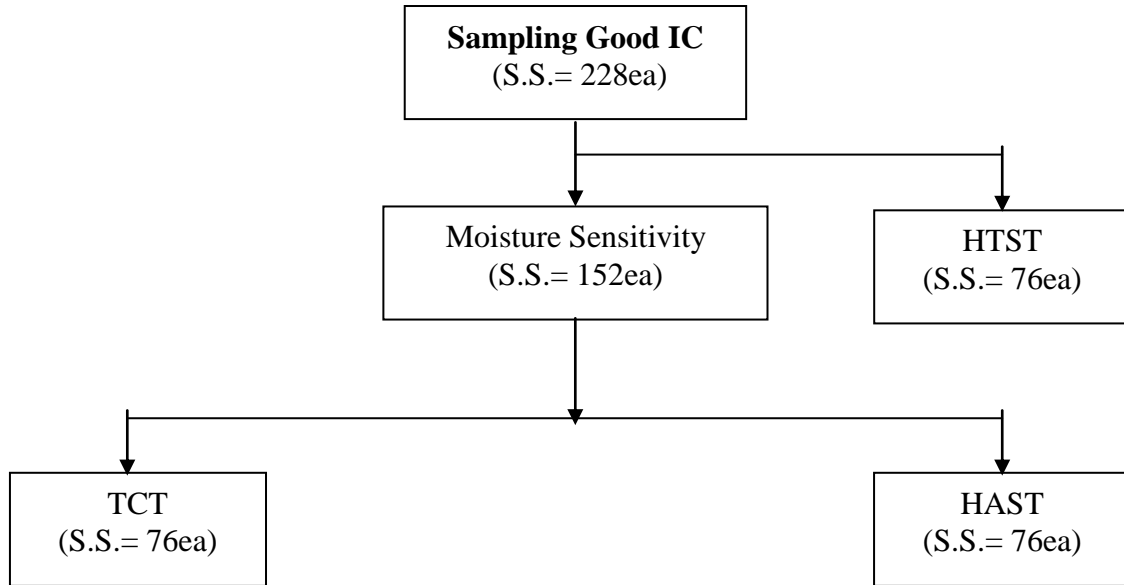 Sampling Good IC
(S.S.= 228ea)
Moisture Sensitivity
(S.S.= 152ea)
HTST
(S.S.= 76ea)
TCT
(S.S.= 76ea)
HAST
(S.S.= 76ea)